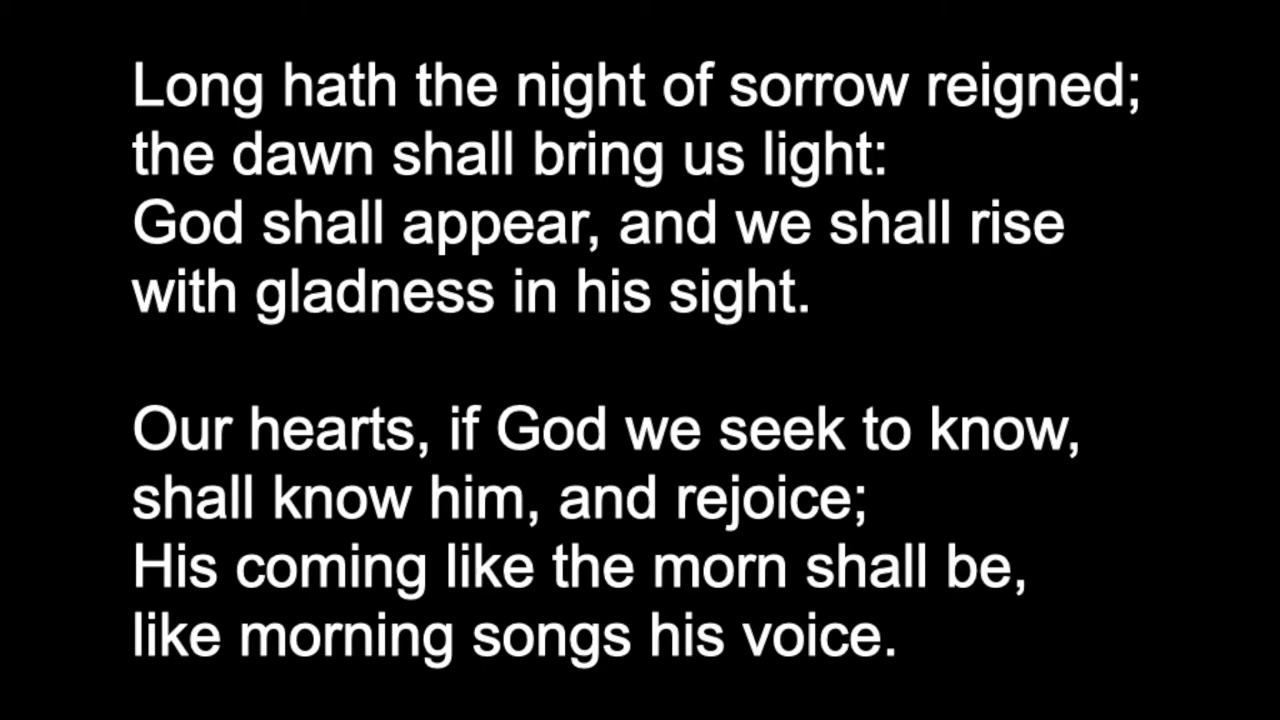 Long hath the night of sorrow reigned;
the dawn shall bring us light:
God shall appear, and we shall rise
with gladness in his sight.
Our hearts, if God we seek to know,
shall know him, and rejoice;
His coming like the morn shall be,
like morning songs his voice.